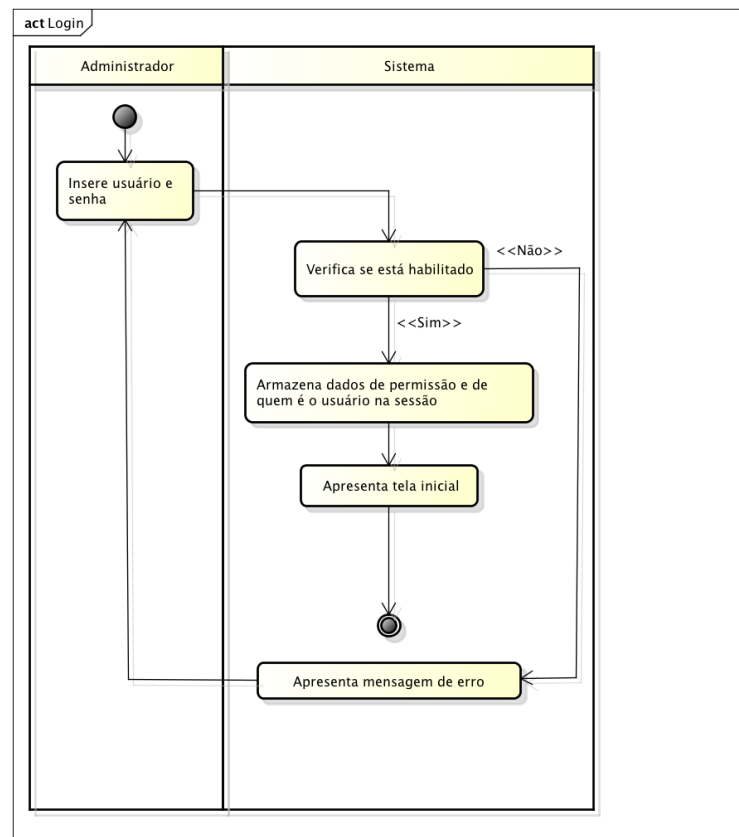 act Login
Administrador
Sistema
Insere usuário e
senha
Verifica se está habilitado
<<Não>>
<<Sim>>
Armazena dados de permissão e de
quem é o usuário na sessão
Apresenta tela inicial
Apresenta mensagem de erro